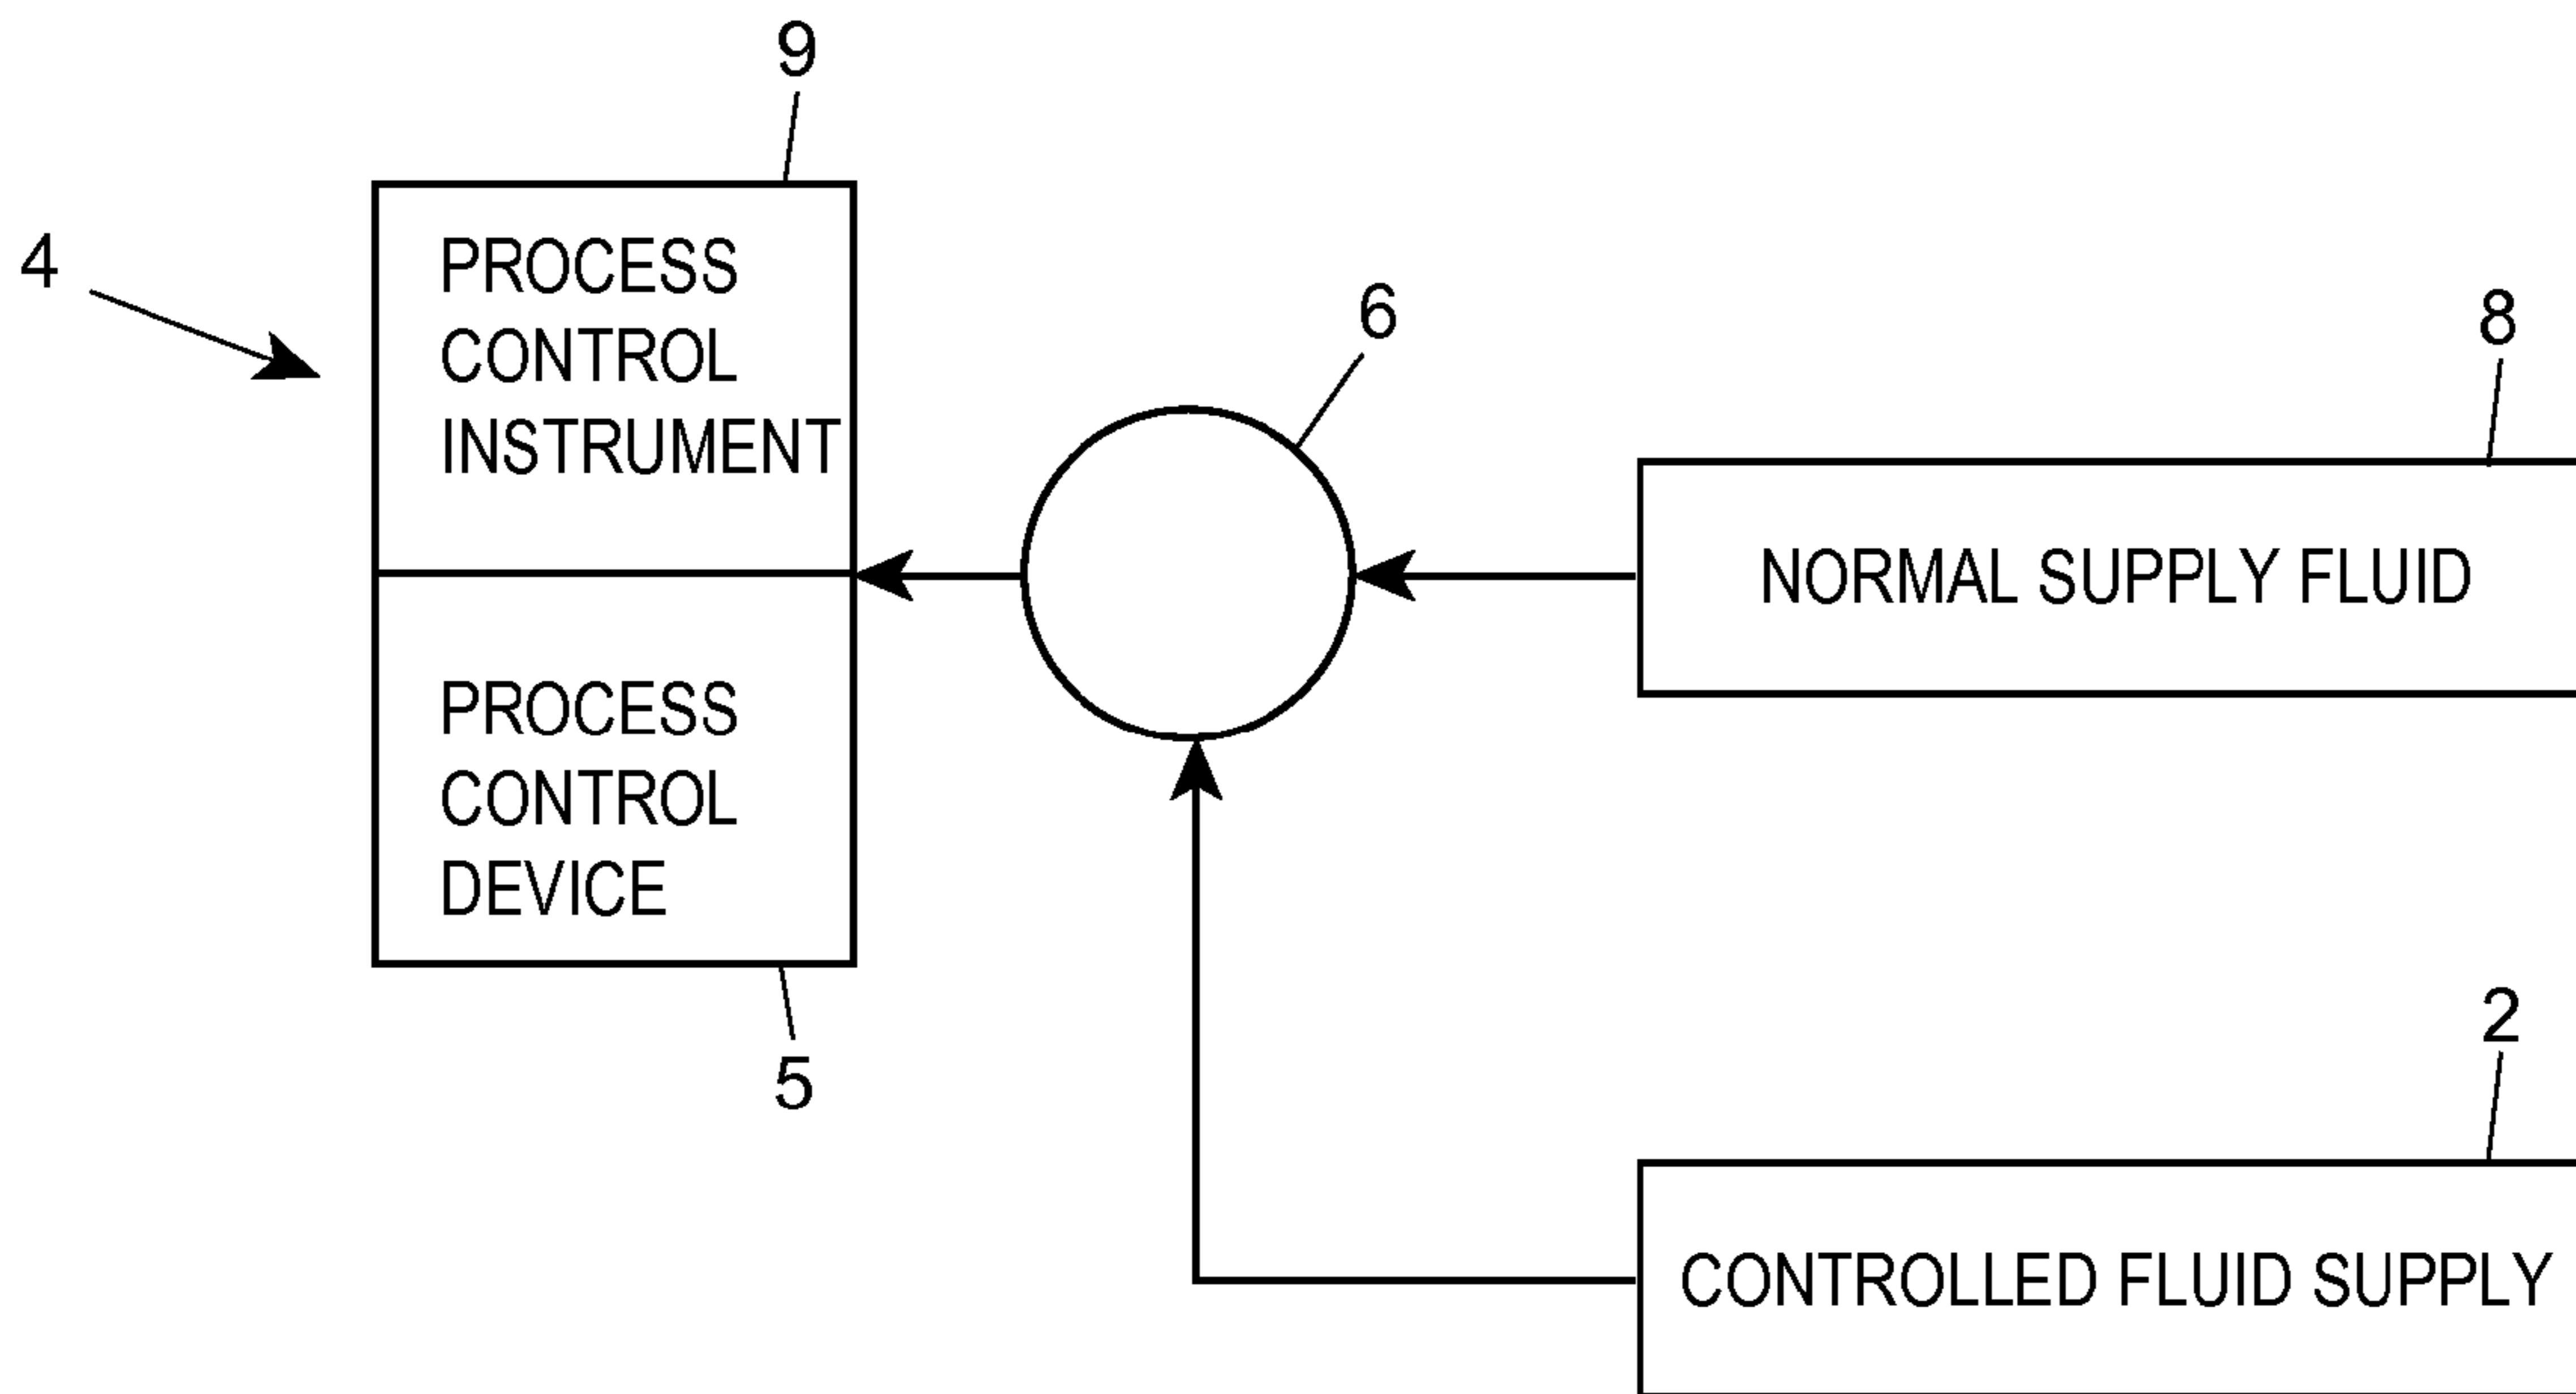 9
4
PROCESS
CONTROL
INSTRUMENT
6
8
NORMAL SUPPLY FLUID
PROCESS
CONTROL
DEVICE
5
2
CONTROLLED FLUID SUPPLY